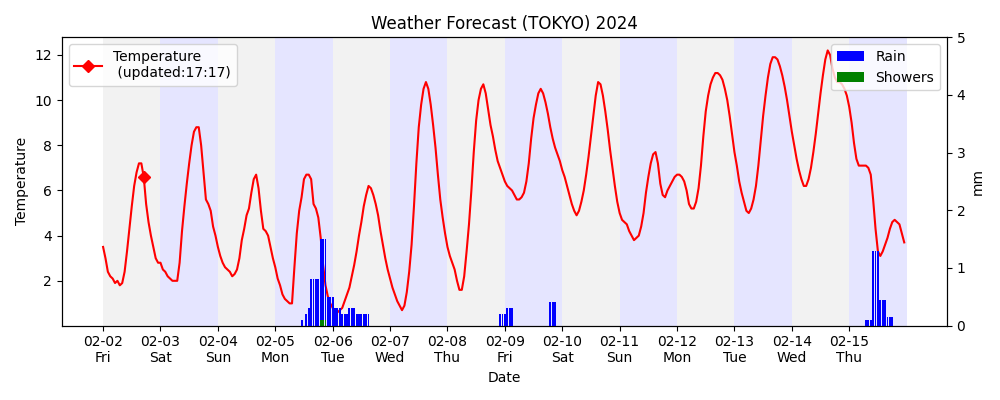 Weather Forecast (TOKYO) 2024
Temperature
(updated:17:17)
Rain
Showers
Temperature
12
10
8
6
4
2
5
4
3
2
1
0
mm
02-02 02-03 02-04 02-05 02-06 02-07 02-08 02-09 02-10 02-11 02-12 02-13 02-14 02-15
Fri Sat Sun Mon Tue Wed Thu Fri Sat Sun Mon Tue Wed Thu
Date